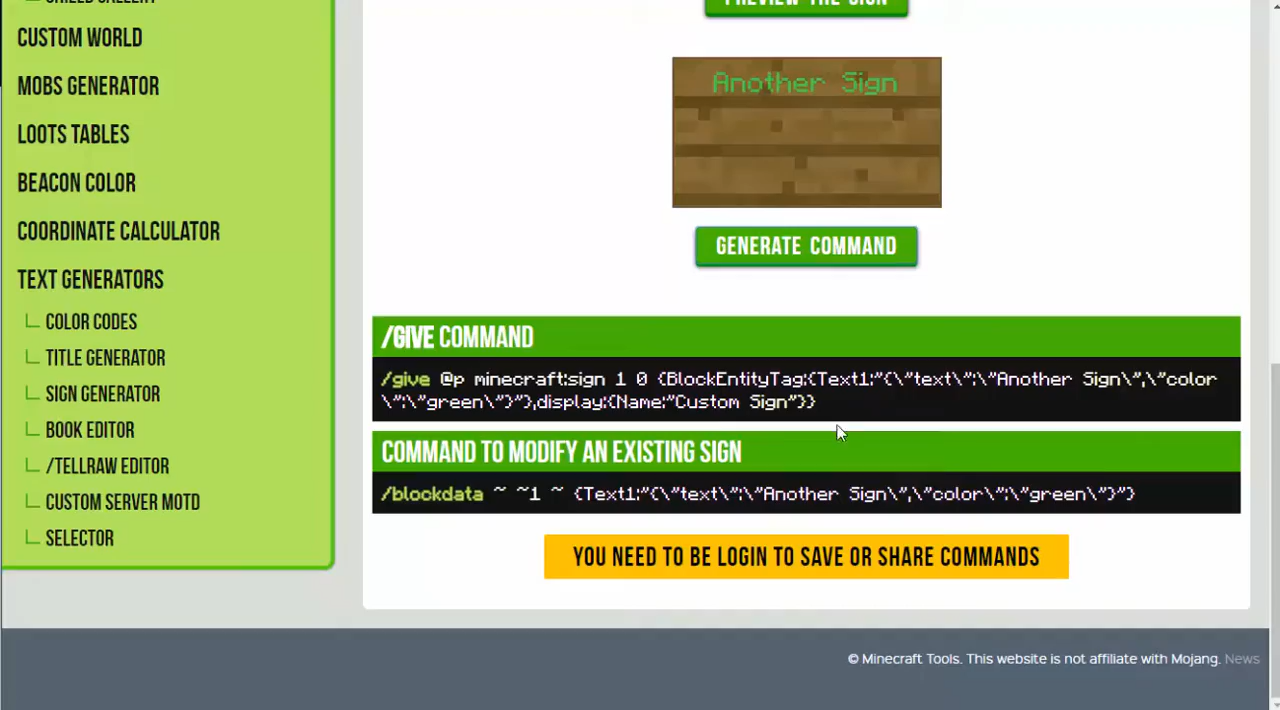 SHIELD GALLERY
CUSTOM WORLD
MOBS GENERATOR
LOOTS TABLES
BEACON COLOR
COORDINATE CALCULATOR
TEXT GENERATORS
COLOR CODES
TITLE GENERATOR
SIGN GENERATOR
BOOK EDITOR
/TELLRAW EDITOR
CUSTOM SERVER MOTD
SELECTOR
PREVIEW THE SIGN
Another Sign
GENERATE COMMAND
/GIVE COMMAND
/give @p minecraft:sign 1 0 {BlockEntityTag:{Text1:"{\"text\":\"Another Sign\",\"color
\":\"green\"}"},display:{Name:"Custom Sign"}}
COMMAND TO MODIFY AN EXISTING SIGN
/blockdata ~ ~1 ~ {Text1:"{\"text\":\"Another Sign\",\"color\":\"green\"}"}
YOU NEED TO BE LOGIN TO SAVE OR SHARE COMMANDS
© Minecraft Tools. This website is not affiliate with Mojang. News